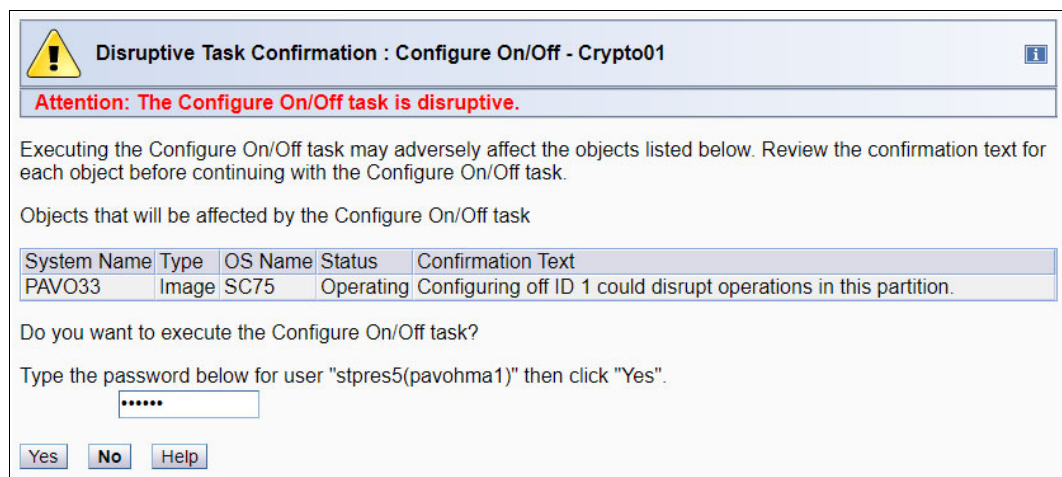 Disruptive Task Confirmation : Configure On/Off - Crypto01
Attention: The Configure On/Off task is disruptive.
Executing the Configure On/Off task may adversely affect the objects listed below. Review the confirmation text for
each object before continuing with the Configure On/Off task.
Objects that will be affected by the Configure On/Off task
System Name Type OS Name Status Confirmation Text
PAVO33 Image SC75 Operating Configuring off ID 1 could disrupt operations in this partition.
Do you want to execute the Configure On/Off task?
Type the password below for user "stpres5(pavohma1)" then click "Yes".
••••••
Yes No Help